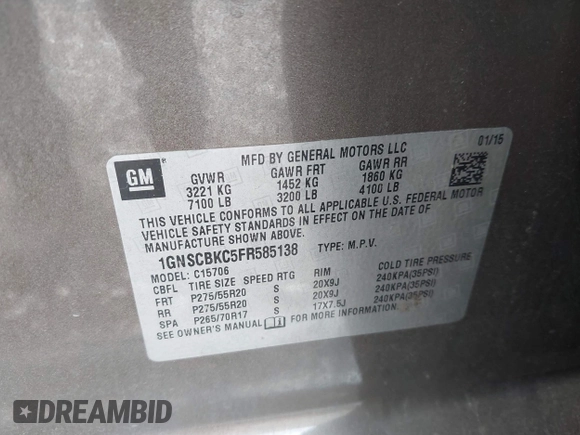 MFD BY GENERAL MOTORS LLC
01/15
GM
GVWR GAWR FRT GAWR RR
3221 KG 1452 KG 1860 KG
7100 LB 3200 LB 4100 LB
THIS VEHICLE CONFORMS TO ALL APPLICABLE U.S. FEDERAL MOTOR
VEHICLE SAFETY STANDARDS IN EFFECT ON THE DATE OF
MANUFACTURE SHOWN ABOVE.
1GNSCBKC5FR585138 TYPE: M.P.V.
MODEL: C15706
CBFL TIRE SIZE SPEED RTG RIM COLD TIRE PRESSURE
FRT P275/55R20 S 20X9J 240KPA(35PSI)
RR P275/55R20 S 20X9J 240KPA(35PSI)
SPA P265/70R17 S 17X7.5J 240KPA(35PSI)
SEE OWNER'S MANUAL FOR MORE INFORMATION
DREAMBID